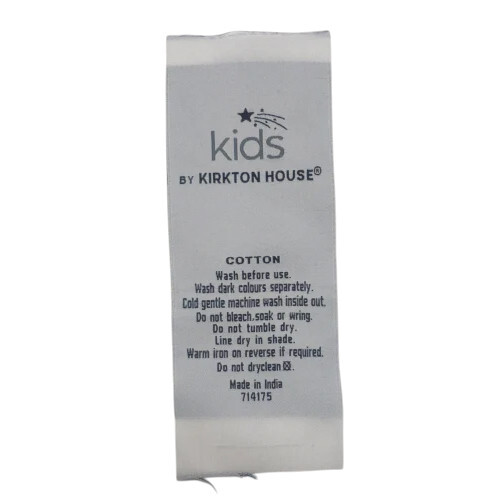 kids
BY KIRKTON HOUSE®
COTTON
Wash before use.
Wash dark colours separately.
Cold gentle machine wash inside out.
Do not bleach,soak or wring.
Do not tumble dry.
Line dry in shade.
Warm iron on reverse if required.
Do not dryclean ⊠.
Made in India
714175